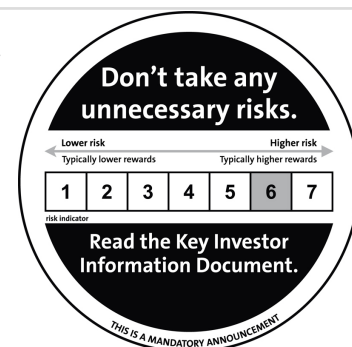 Don't take any
unnecessary risks.
Lower risk Higher risk
Typically lower rewards Typically higher rewards
1 2 3 4 5 6 7
risk indicator
Read the Key Investor
Information Document.
THIS IS A MANDATORY ANNOUNCEMENT